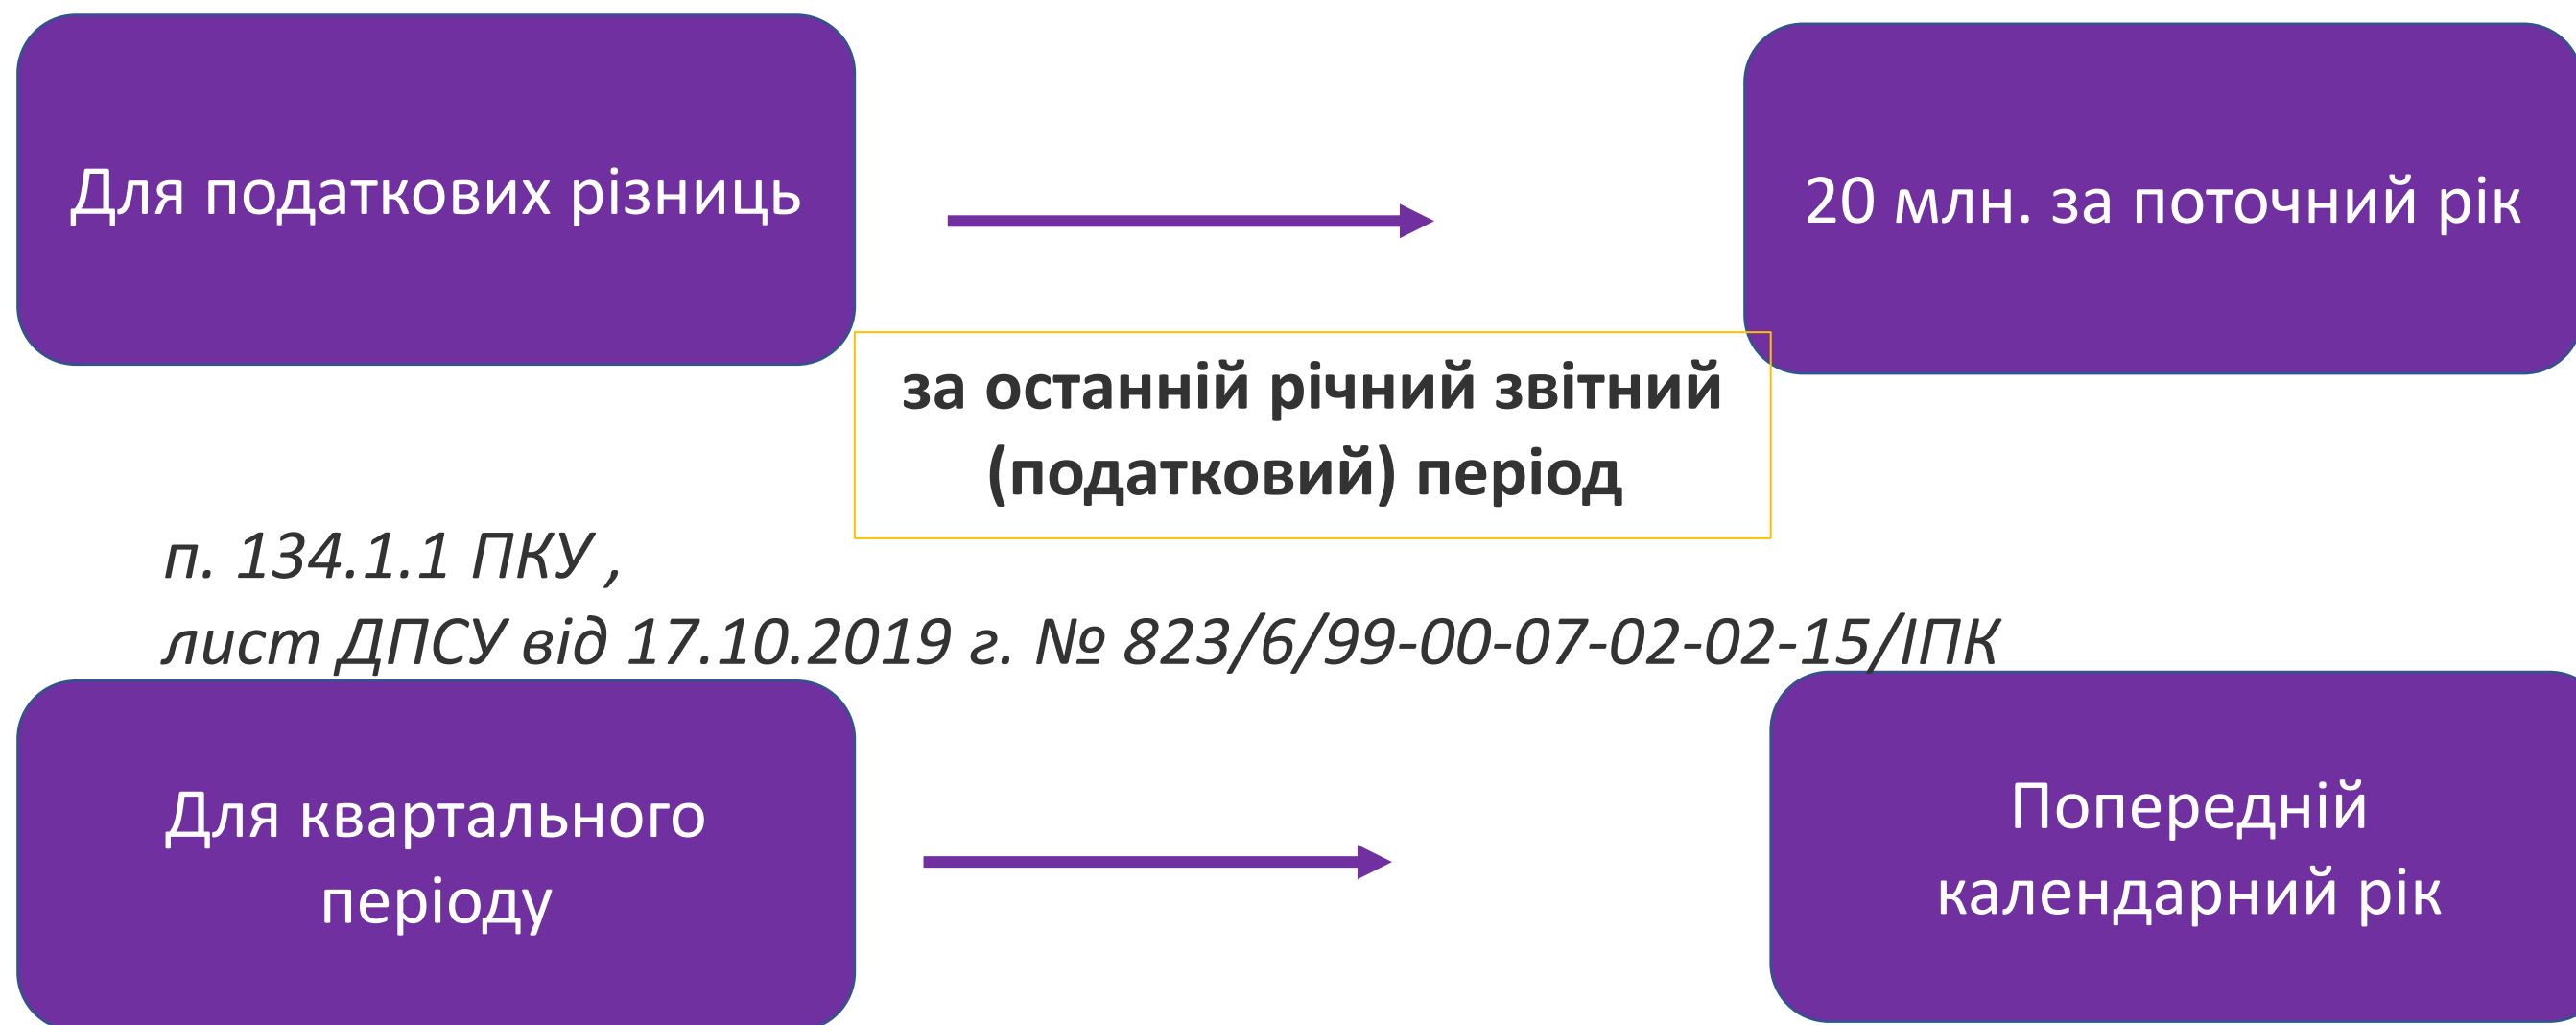 Для податкових різниць
20 млн. за поточний рік
за останній річний звітний
(податковий) період
п. 134.1.1 ПКУ ,
лист ДПСУ від 17.10.2019 г. № 823/6/99-00-07-02-02-15/ІПК
Для квартального
періоду
Попередній
календарний рік